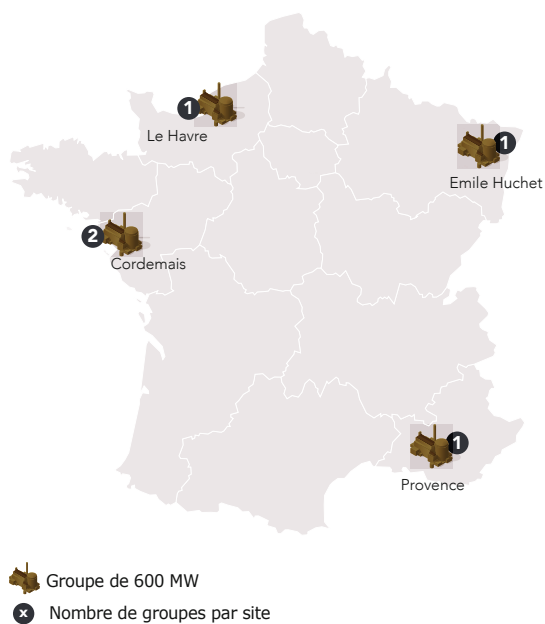 1
Le Havre
1
Emile Huchet
2
Cordemais
1
Provence
Groupe de 600 MW
x Nombre de groupes par site